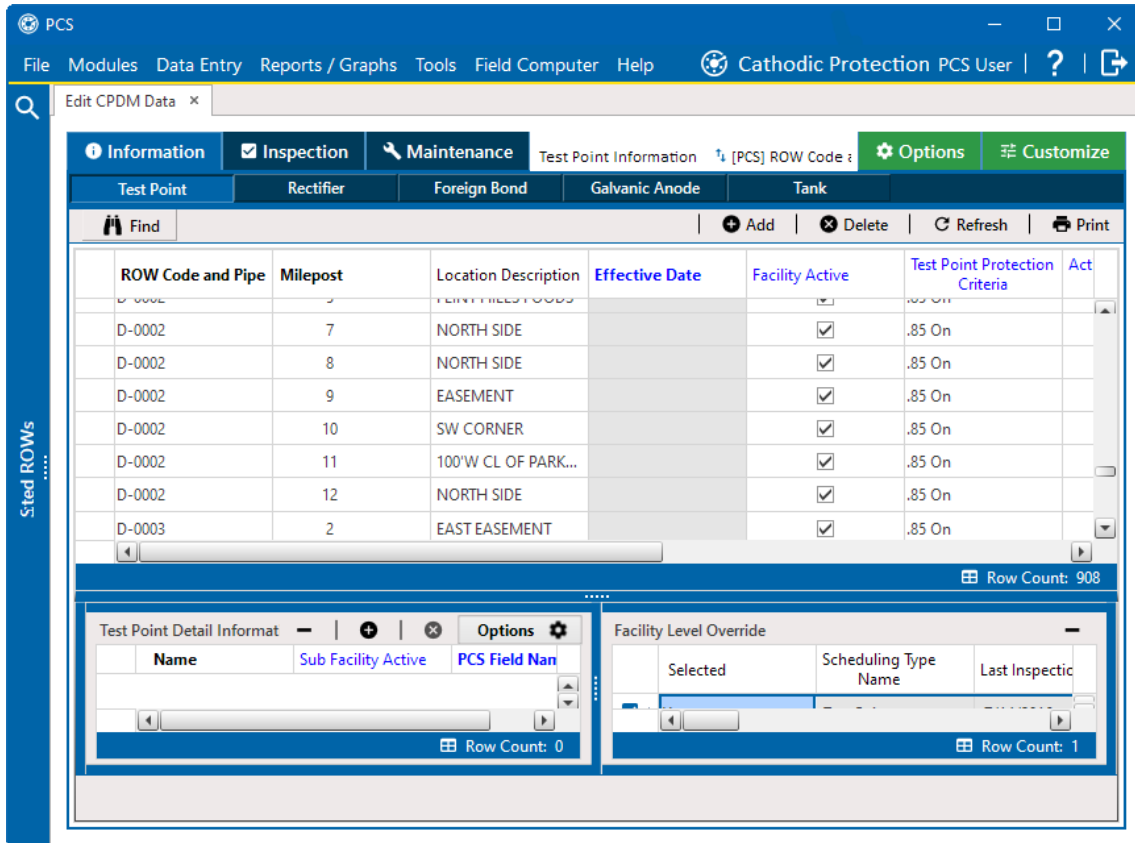 PCS
File Modules Data Entry Reports / Graphs Tools Field Computer Help Cathodic Protection PCS User | ? |
Edit CPDM Data ×
Information Inspection Maintenance Test Point Information [PCS] ROW Code Options Customize
Test Point Rectifier Foreign Bond Galvanic Anode Tank
Find | Add | Delete | Refresh | Print
ROW Code and Pipe Milepost Location Description Effective Date Facility Active Test Point Protection Criteria Act
D-0002 7 NORTH SIDE .85 On
D-0002 8 NORTH SIDE .85 On
D-0002 9 EASEMENT .85 On
D-0002 10 SW CORNER .85 On
D-0002 11 100'W CL OF PARK... .85 On
D-0002 12 NORTH SIDE .85 On
D-0003 2 EAST EASEMENT .85 On
Row Count: 908
sted ROWs
Test Point Detail Informat | | Options
Name Sub Facility Active PCS Field Nan
Row Count: 0
Facility Level Override
Selected Scheduling Type Name Last Inspectic
Row Count: 1